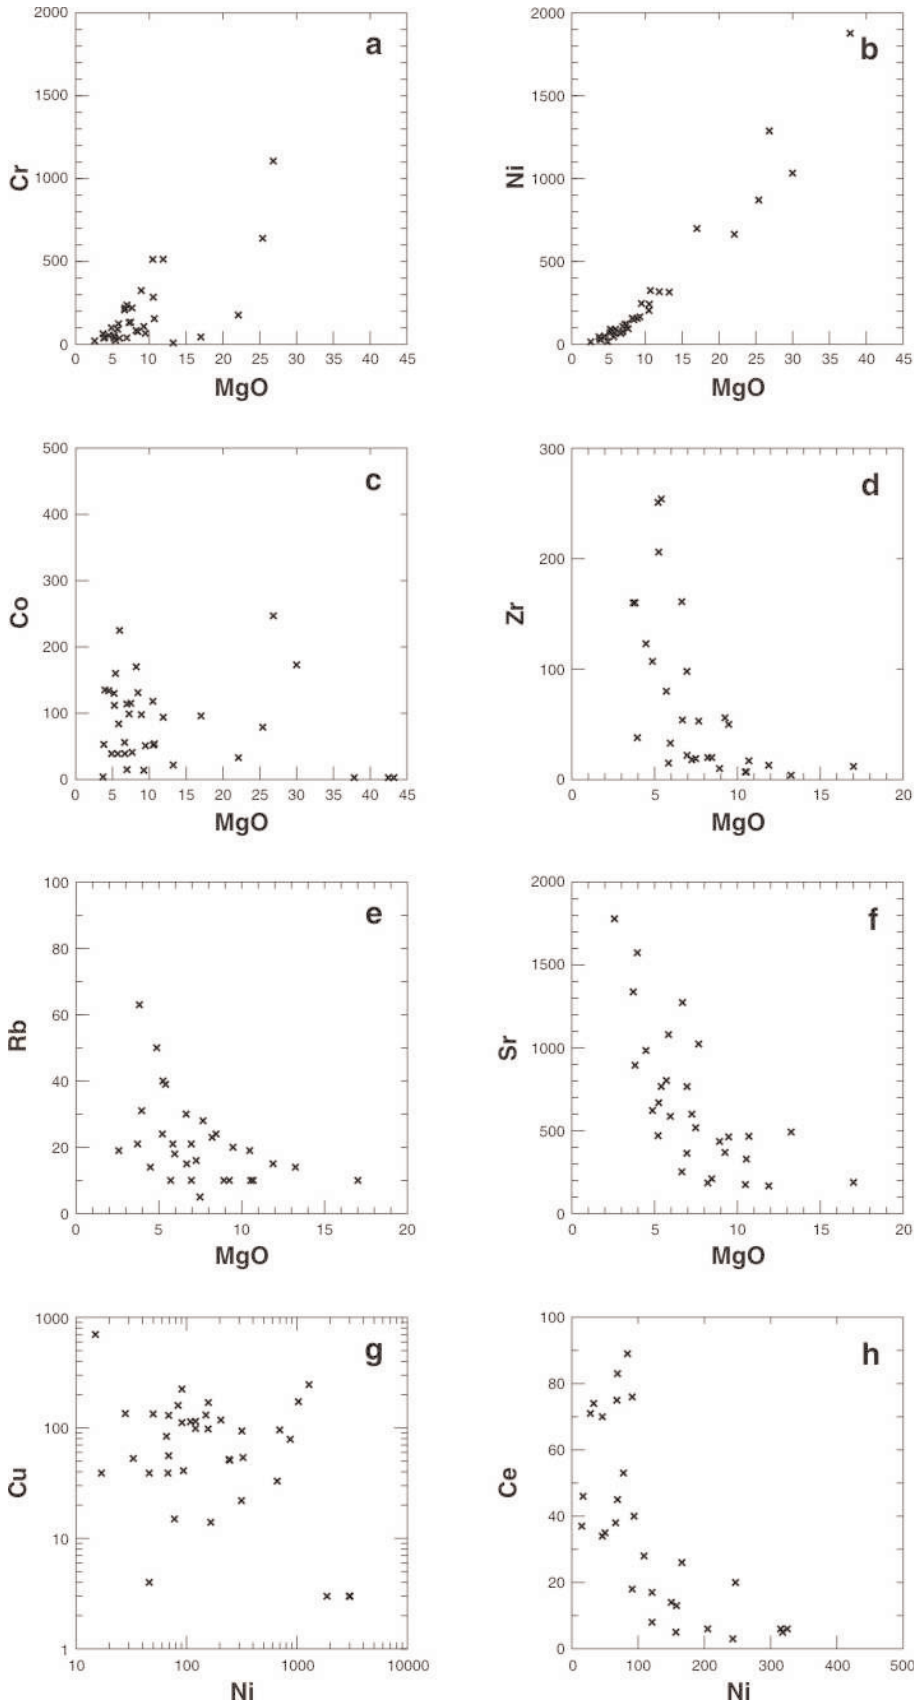 2000 1500 1000 500 0
Cr
a
0 5 10 15 20 25 30 35 40 45
MgO
2000 1500 1000 500 0
Ni
b
0 5 10 15 20 25 30 35 40 45
MgO
500 400 300 200 100 0
Co
c
0 5 10 15 20 25 30 35 43 45
MgO
300 200 100 0
Zr
d
0 5 10 15 20
MgO
100 80 60 40 20 0
Rb
e
0 5 10 15 20
MgO
2000 1500 1000 500 0
Sr
f
0 5 10 15 20
MgO
1000 100 10 1
Cu
g
10 100 1000 10000
Ni
100 80 60 40 20 0
Ce
h
0 100 200 300 400 500
Ni